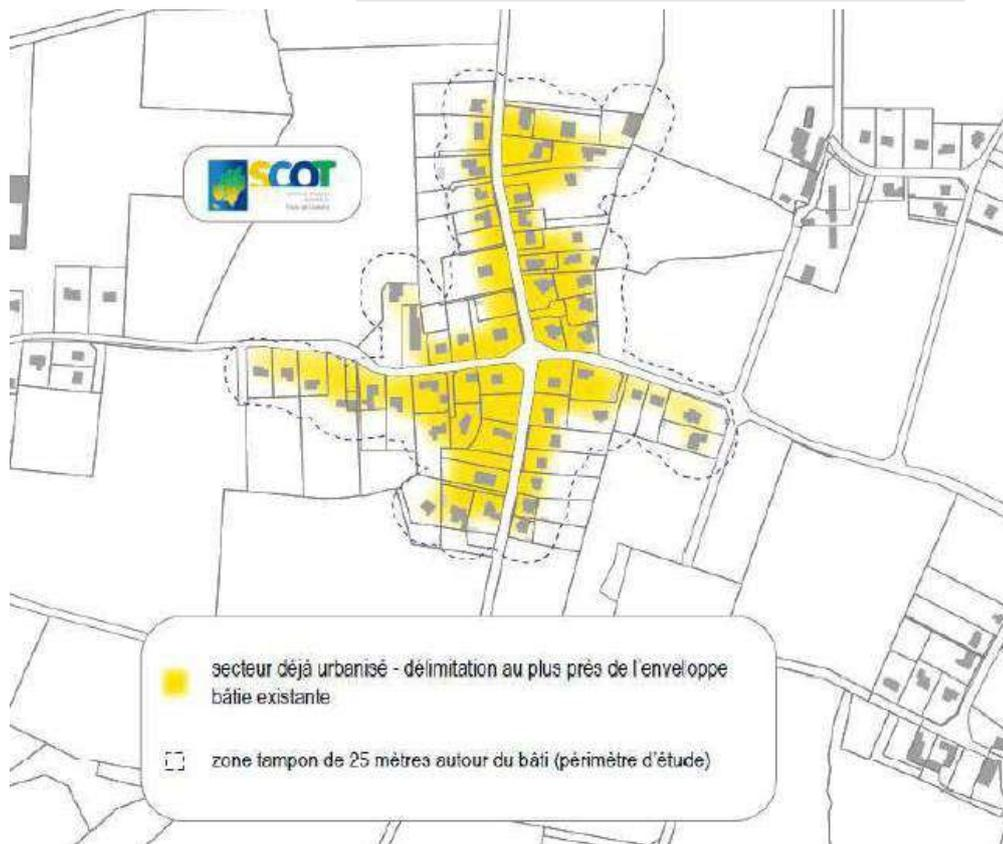 SCOT
secteur déjà urbanisé - délimitation au plus près de l'enveloppe
bâtie existante
zone tampon de 25 mètres autour du bâti (périmètre d'étude)